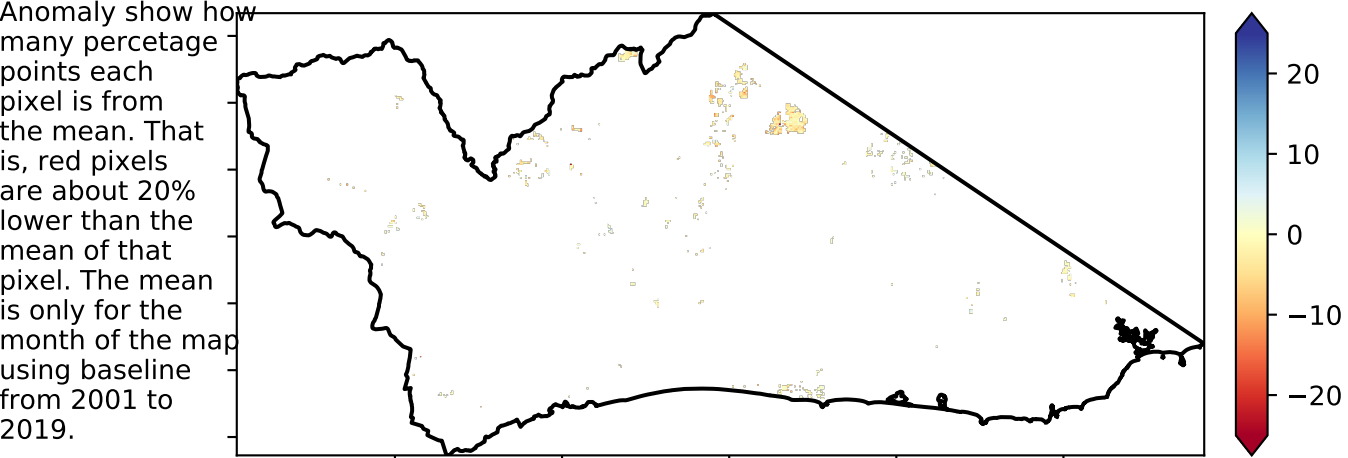 Anomaly show how
many percetage
points each
pixel is from
the mean. That
is, red pixels
are about 20%
lower than the
mean of that
pixel. The mean
is only for the
month of the map
using baseline
from 2001 to
2019.
20
10
0
−10
−20